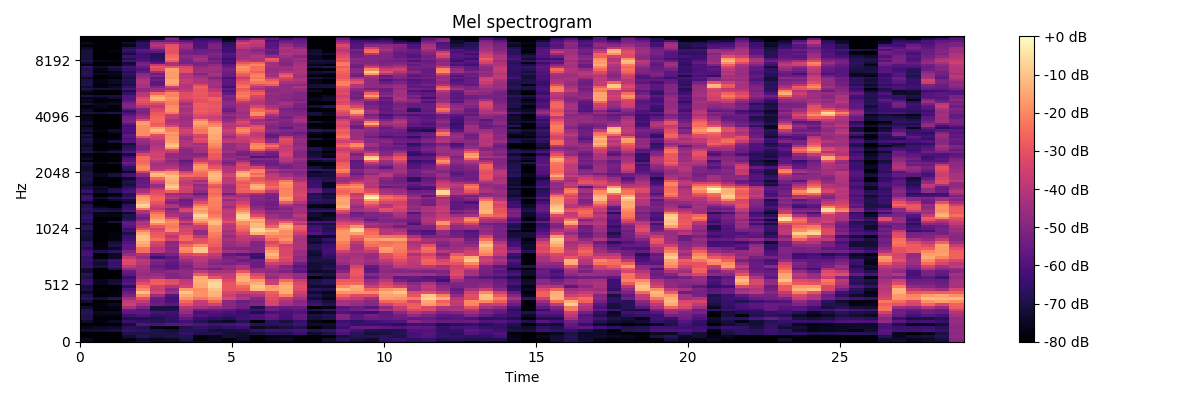 Mel spectrogram
Hz
8192
4096
2048
1024
512
0
0 5 10 15 20 25
Time
+0 dB
-10 dB
-20 dB
-30 dB
-40 dB
-50 dB
-60 dB
-70 dB
-80 dB